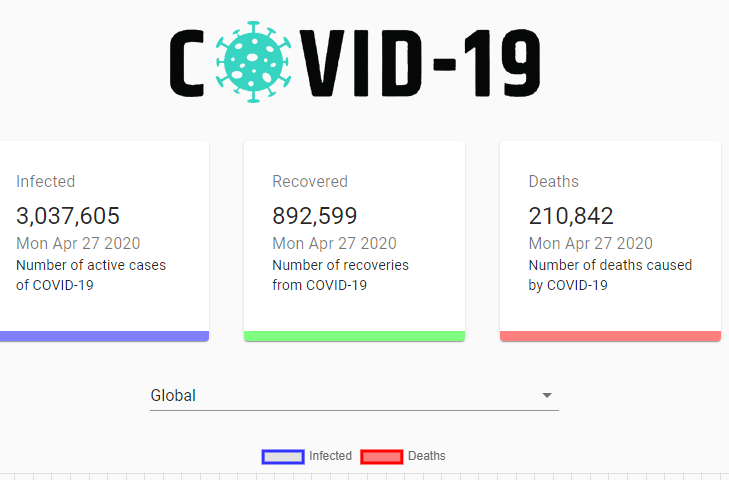 COVID-19
Infected
3,037,605
Mon Apr 27 2020
Number of active cases
of COVID-19
Recovered
892,599
Mon Apr 27 2020
Number of recoveries
from COVID-19
Deaths
210,842
Mon Apr 27 2020
Number of deaths caused
by COVID-19
Global
Infected
Deaths